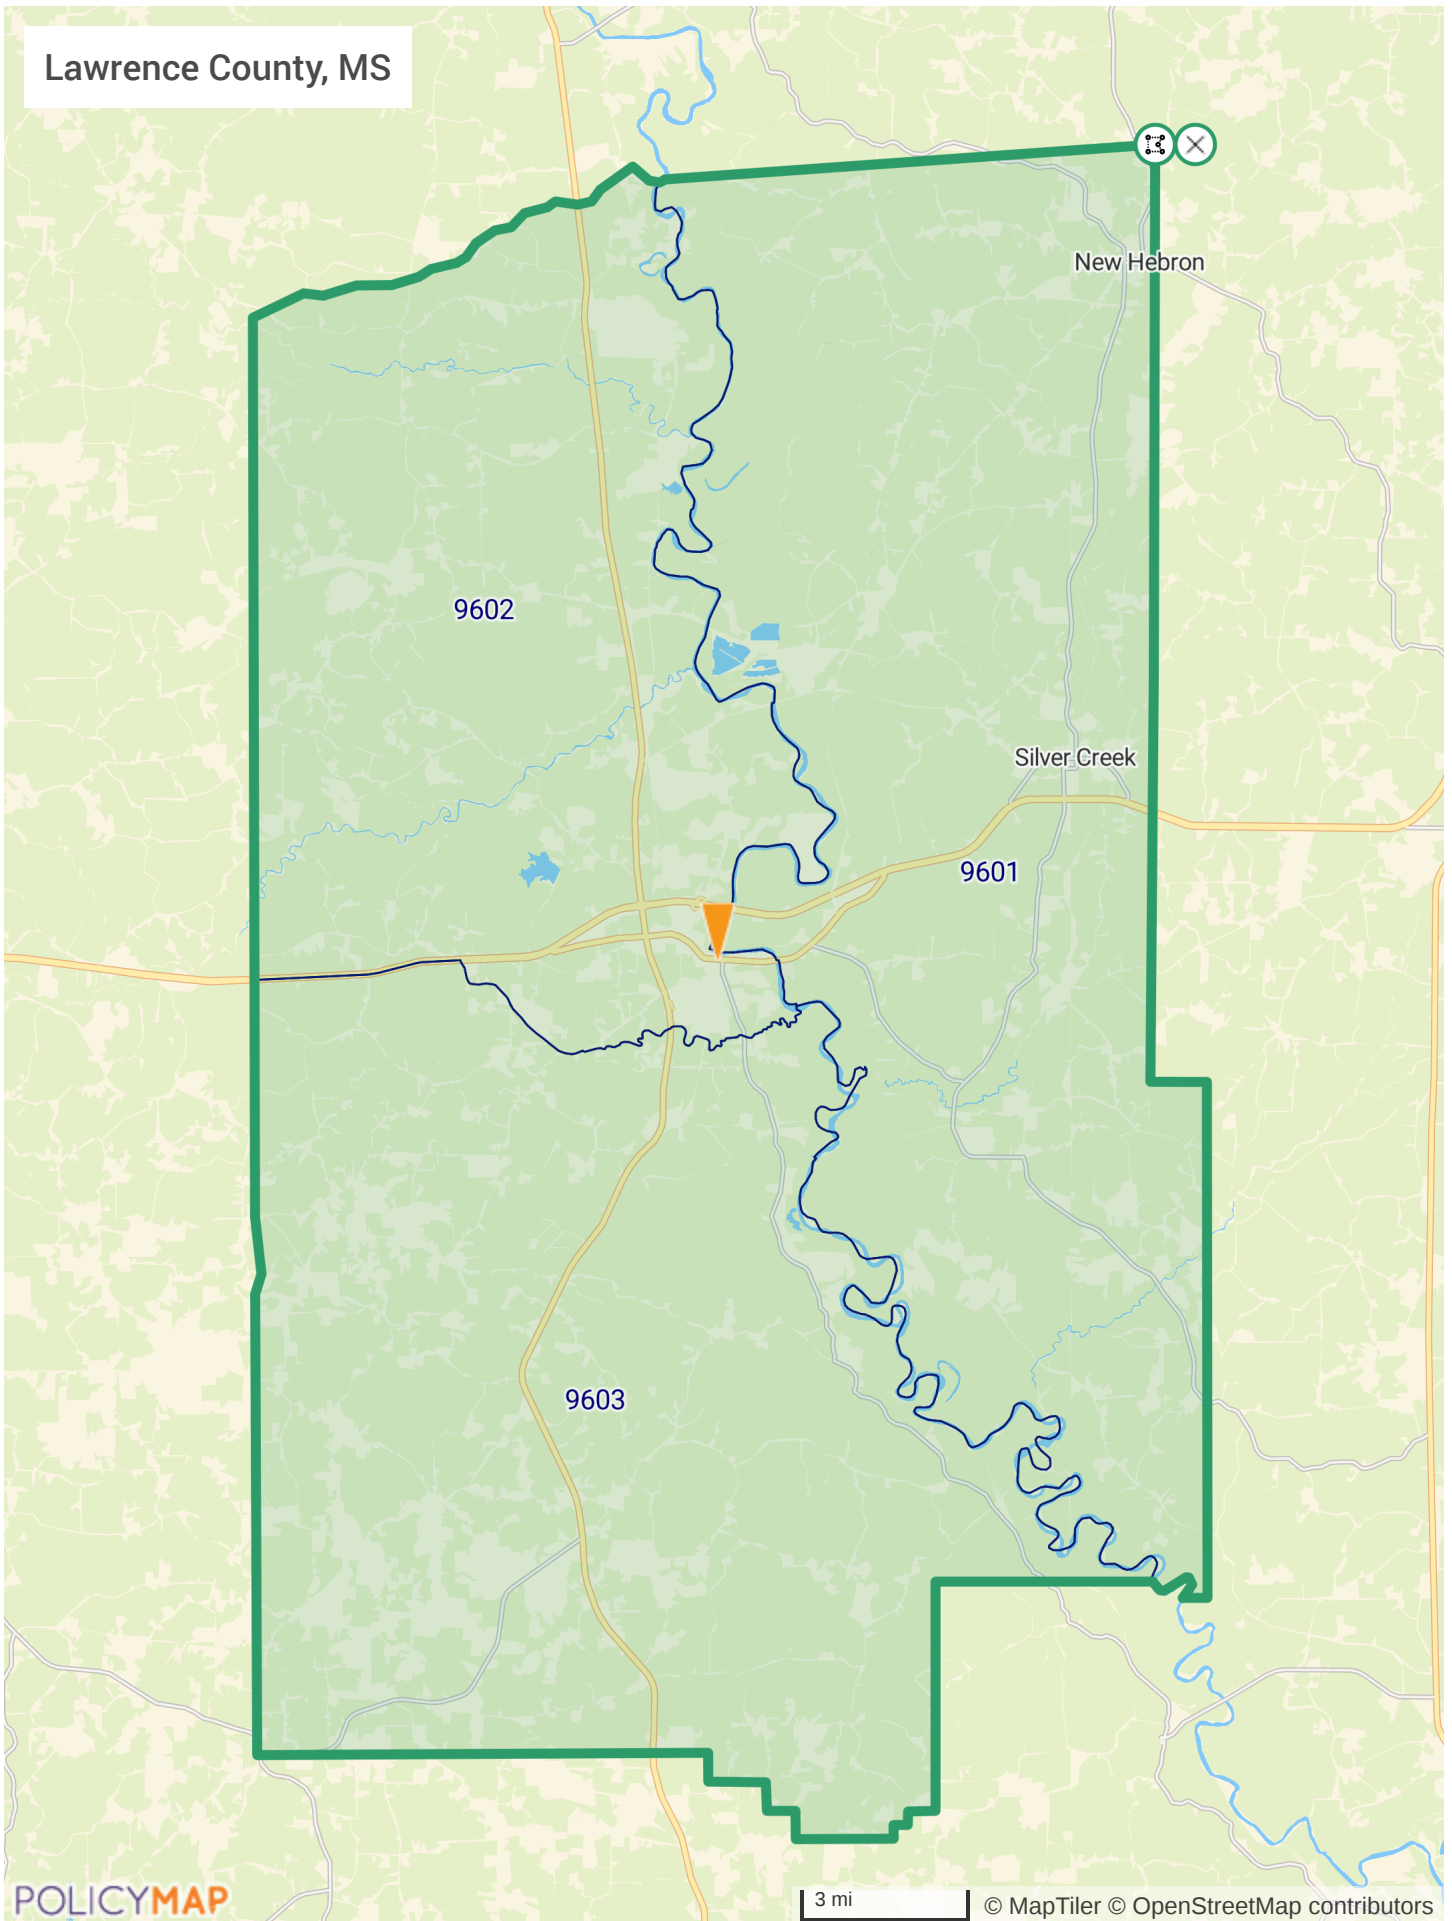 Lawrence County, MS
New Hebron
9602
Silver Creek
9601
9603
POLICYMAP
3 mi
© MapTiler © OpenStreetMap contributors